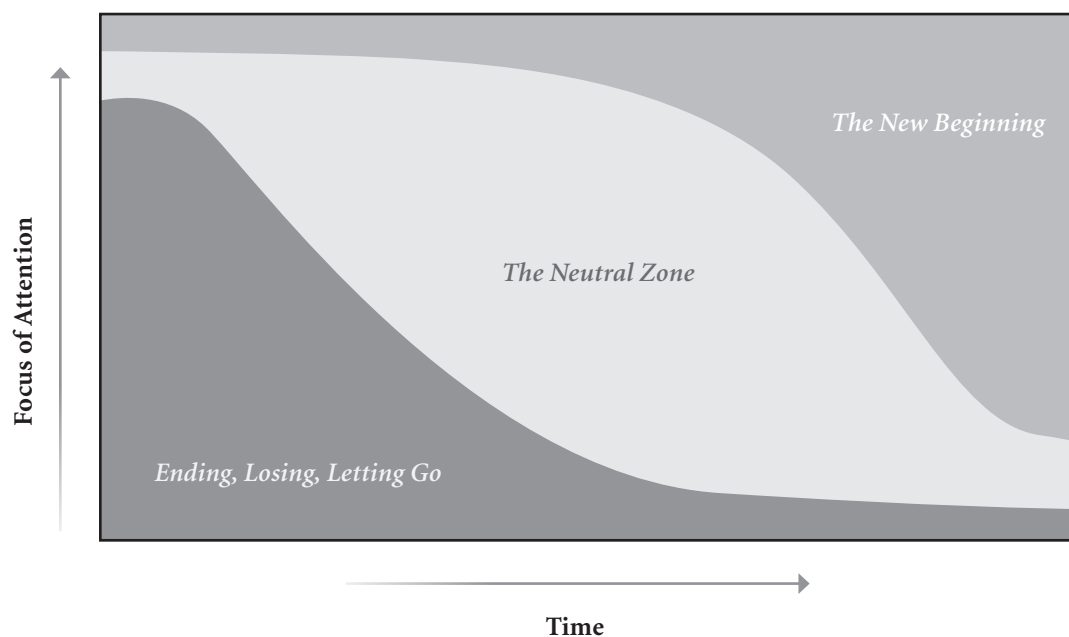 The New Beginning
Focus of Attention
The Neutral Zone
Ending, Losing, Letting Go
Time